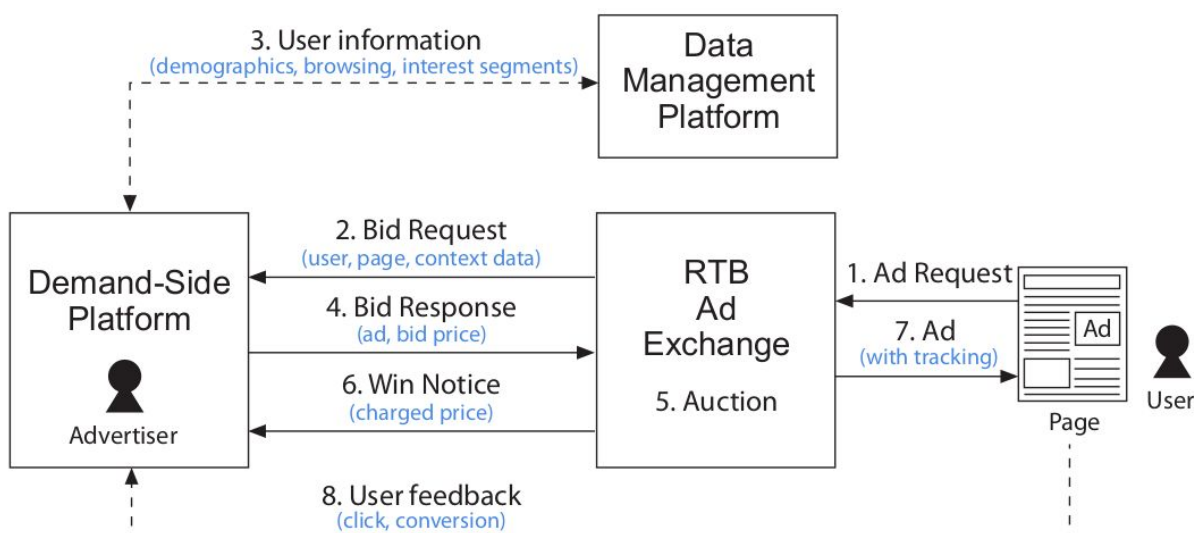 3. User information
(demographics, browsing, interest segments)
Data
Management
Platform
Demand-Side
Platform
Advertiser
2. Bid Request
(user, page, context data)
4. Bid Response
(ad, bid price)
6. Win Notice
(charged price)
RTB
Ad
Exchange
5. Auction
1. Ad Request
7. Ad
(with tracking)
Ad
Page
User
8. User feedback
(click, conversion)